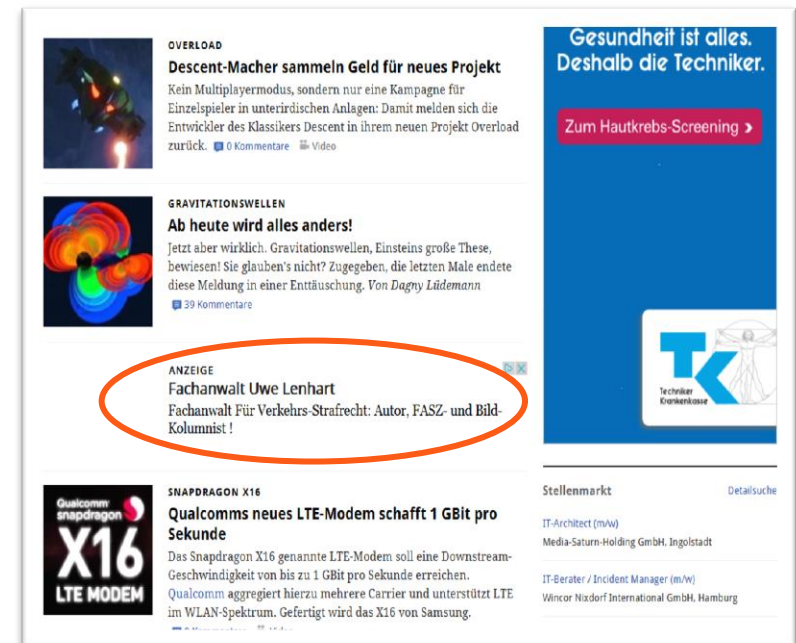 OVERLOAD
Descent-Macher sammeln Geld für neues Projekt
Kein Multiplayermodus, sondern nur eine Kampagne für
Einzelspieler in unterirdischen Anlagen: Damit melden sich die
Entwickler des Klassikers Descent in ihrem neuen Projekt Overload
zurück. 0 Kommentare Video
GRAVITATIONSWELLEN
Ab heute wird alles anders!
Jetzt aber wirklich. Gravitationswellen, Einsteins große These,
bewiesen! Sie glauben's nicht? Zugegeben, die letzten Male endete
diese Meldung in einer Enttäuschung. Von Dagny Lüdemann
39 Kommentare
ANZEIGE
Fachanwalt Uwe Lenhart
Fachanwalt Für Verkehrs-Strafrecht: Autor, FASZ- und Bild-
Kolumnist !
Qualcomm
snapdragon
X16
LTE MODEM
SNAPDRAGON X16
Qualcomms neues LTE-Modem schafft 1 GBit pro
Sekunde
Das Snapdragon X16 genannte LTE-Modem soll eine Downstream-
Geschwindigkeit von bis zu 1 GBit pro Sekunde erreichen.
Qualcomm aggregiert hierzu mehrere Carrier und unterstützt LTE
im WLAN-Spektrum. Gefertigt wird das X16 von Samsung.
Gesundheit ist alles.
Deshalb die Techniker.
Zum Hautkrebs-Screening
TK
Techniker
Krankenkasse
Stellenmarkt Detailsuche
IT-Architect (m/w)
Media-Saturn-Holding GmbH, Ingolstadt
IT-Berater / Incident Manager (m/w)
Wincor Nixdorf International GmbH, Hamburg